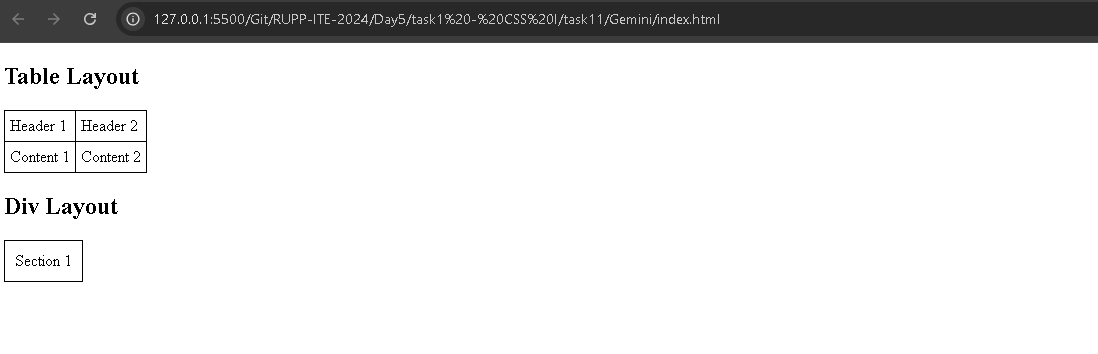 127.0.0.1:5500/Git/RUPP-ITE-2024/Day5/task1%20-%20CSS%20I/task11/Gemini/index.html
Table Layout
Header 1 Header 2
Content 1 Content 2
Div Layout
Section 1